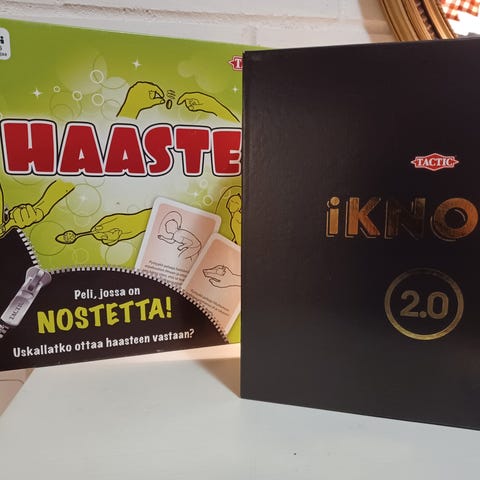 HAASTE
Peli, jossa on
NOSTETTA!
Uskallatko ottaa haasteen vastaan?
TACTIC
TACTIC
iKNO
2.0